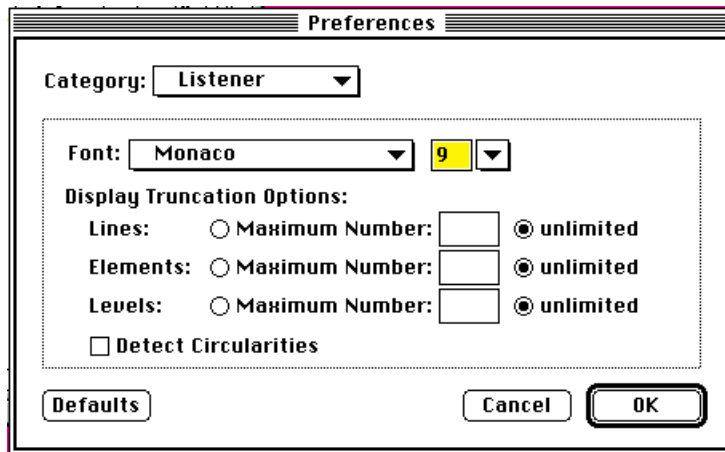 Preferences
Category: Listener
Font: Monaco 9
Display Truncation Options:
Lines: Maximum Number: unlimited
Elements: Maximum Number: unlimited
Levels: Maximum Number: unlimited
Detect Circularities
Defaults Cancel OK